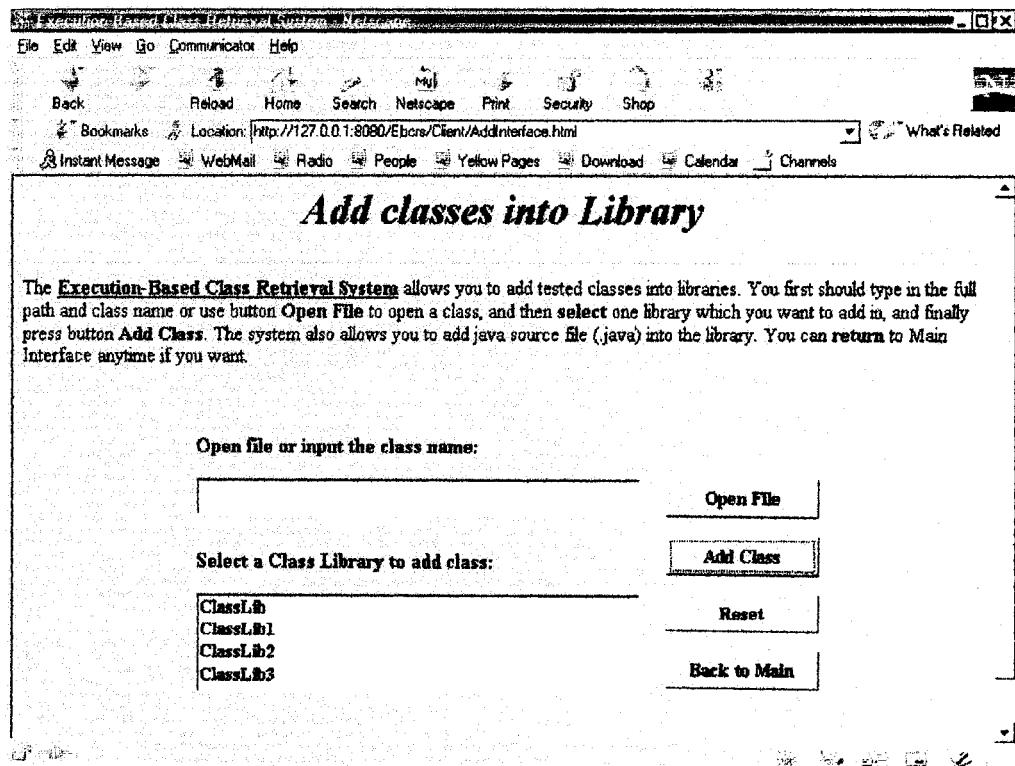 Execution-Based Class Retrieval System - Netscape
File Edit View Go Communicator Help
My
Back Reload Home Search Netscape Print Security Shop
Bookmarks Location: http://127.0.0.1:8080/Ebcrs/Client/AddInterface.html What's Related
Instant Message WebMail Radio People Yellow Pages Download Calendar Channels
Add classes into Library
The Execution-Based Class Retrieval System allows you to add tested classes into libraries. You first should type in the full
path and class name or use button Open File to open a class, and then select one library which you want to add in, and finally
press button Add Class. The system also allows you to add java source file (.java) into the library. You can return to Main
Interface anytime if you want.
Open file or input the class name:
Open File
Add Class
Select a Class Library to add class:
ClassLib
ClassLib1
ClassLib2
ClassLib3
Reset
Back to Main